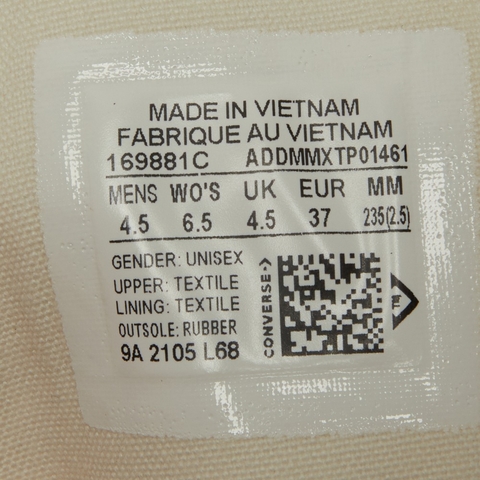 MADE IN VIETNAM
FABRIQUE AU VIETNAM
169881C ADDMMXTP01461
MENS WO'S UK EUR MM
4.5 6.5 4.5 37 235(2.5)
GENDER: UNISEX
UPPER: TEXTILE
LINING: TEXTILE
OUTSOLE: RUBBER
9A 2105 L68
CONVERSE->